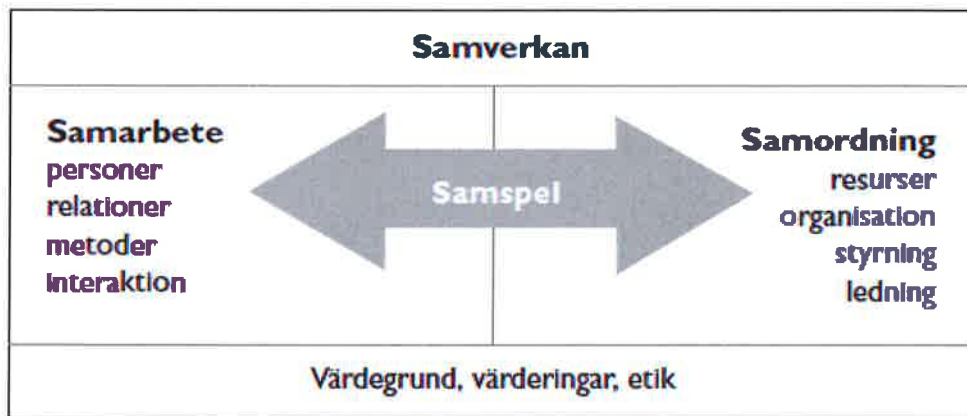 Samverkan
Samarbete
personer
relationer
metoder
interaktion
Samspel
Samordning
resurser
organisation
styrning
ledning
Värdegrund, värderingar, etik